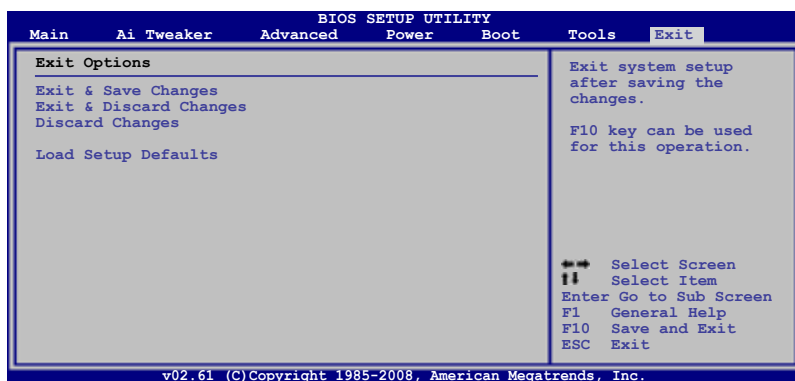 BIOS SETUP UTILITY
Main Ai Tweaker Advanced Power Boot Tools Exit
Exit Options
Exit & Save Changes
Exit & Discard Changes
Discard Changes
Load Setup Defaults
Exit system setup
after saving the
changes.
F10 key can be used
for this operation.
Select Screen
Select Item
Enter Go to Sub Screen
F1 General Help
F10 Save and Exit
ESC Exit
v02.61 (C)Copyright 1985-2008, American Megatrends, Inc.